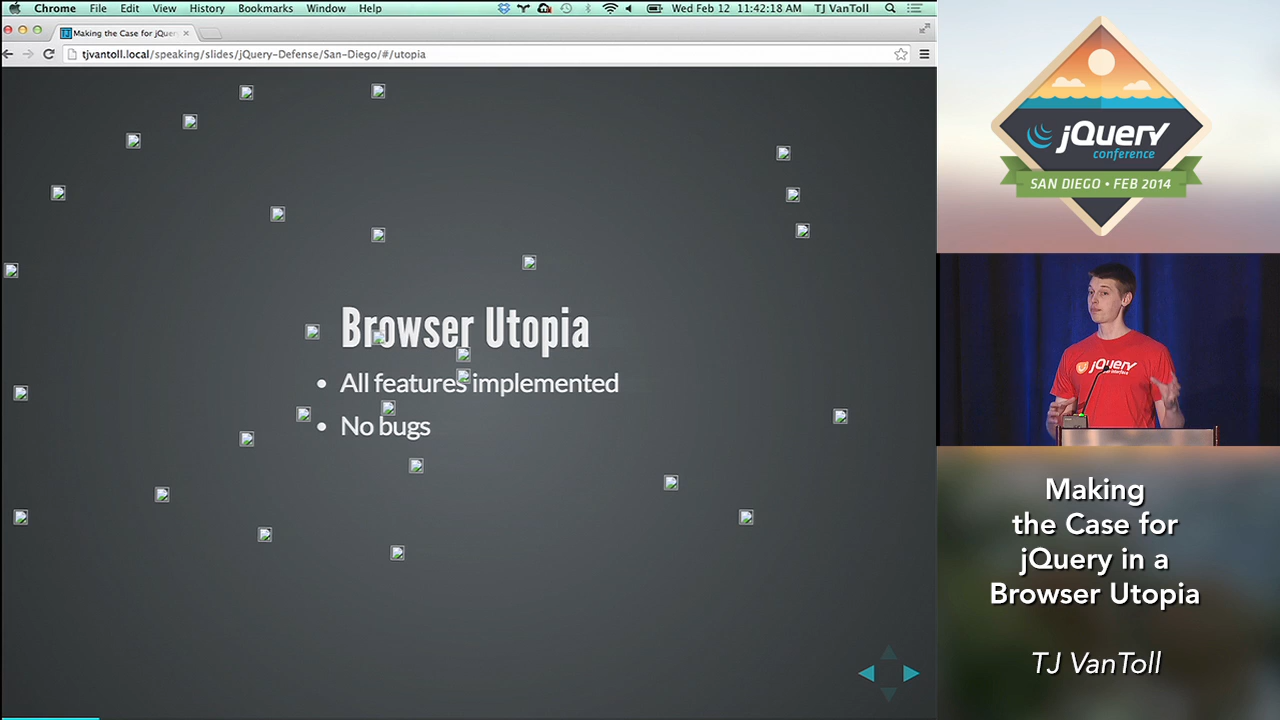 Chrome File Edit View History Bookmarks Window Help Wed Feb 12 11:42:18 AM TJ VanToll
Making the Case for jQuer
tjvantoll.local/speaking/slides/jQuery-Defense/San-Diego/#/utopia
Browser Utopia
• All features implemented
• No bugs
jQuery
conference
SAN DIEGO • FEB 2014
jQuery
Making
the Case for
jQuery in a
Browser Utopia
TJ VanToll